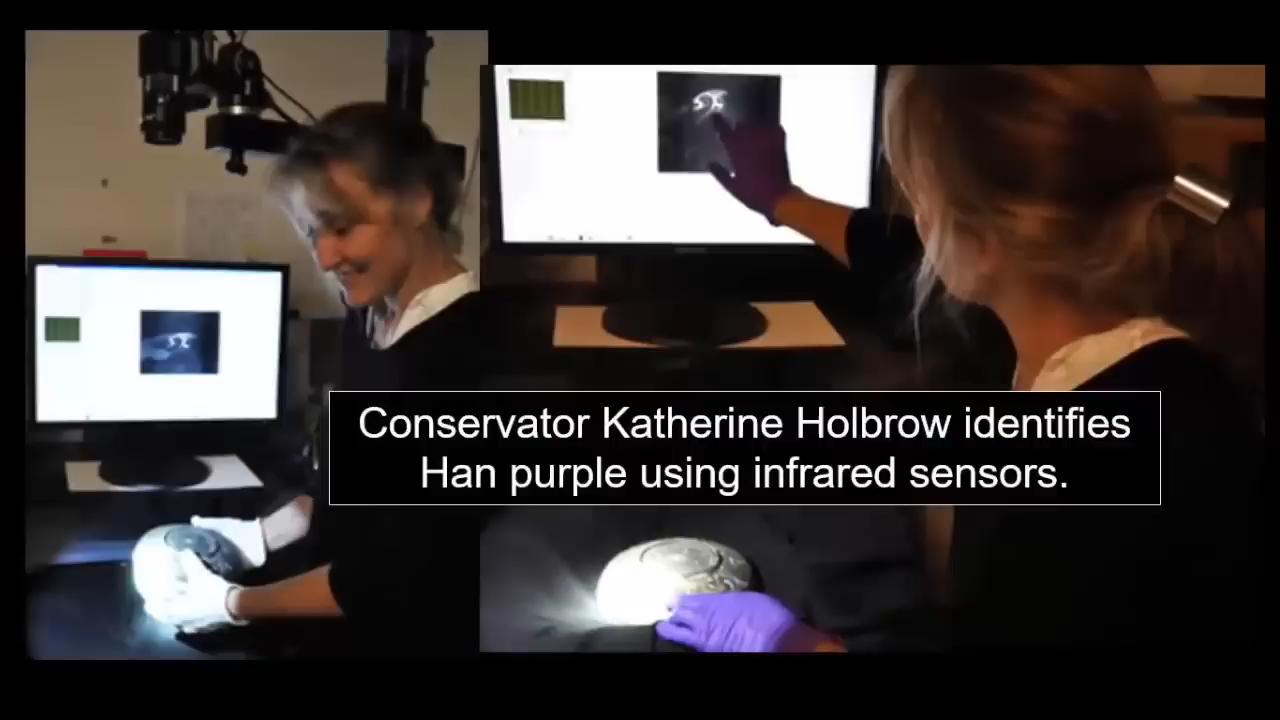 Conservator Katherine Holbrow identifies
Han purple using infrared sensors.